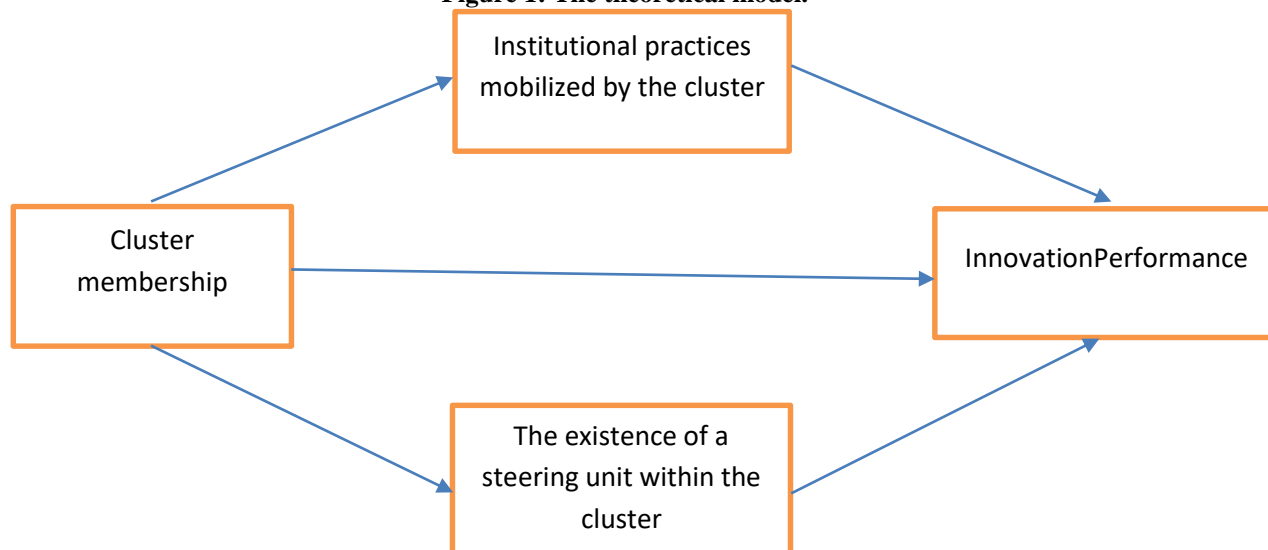 Figure 1: The theoretical model.
Institutional practices
mobilized by the cluster
Cluster
membership
InnovationPerformance
The existence of a
steering unit within the
cluster